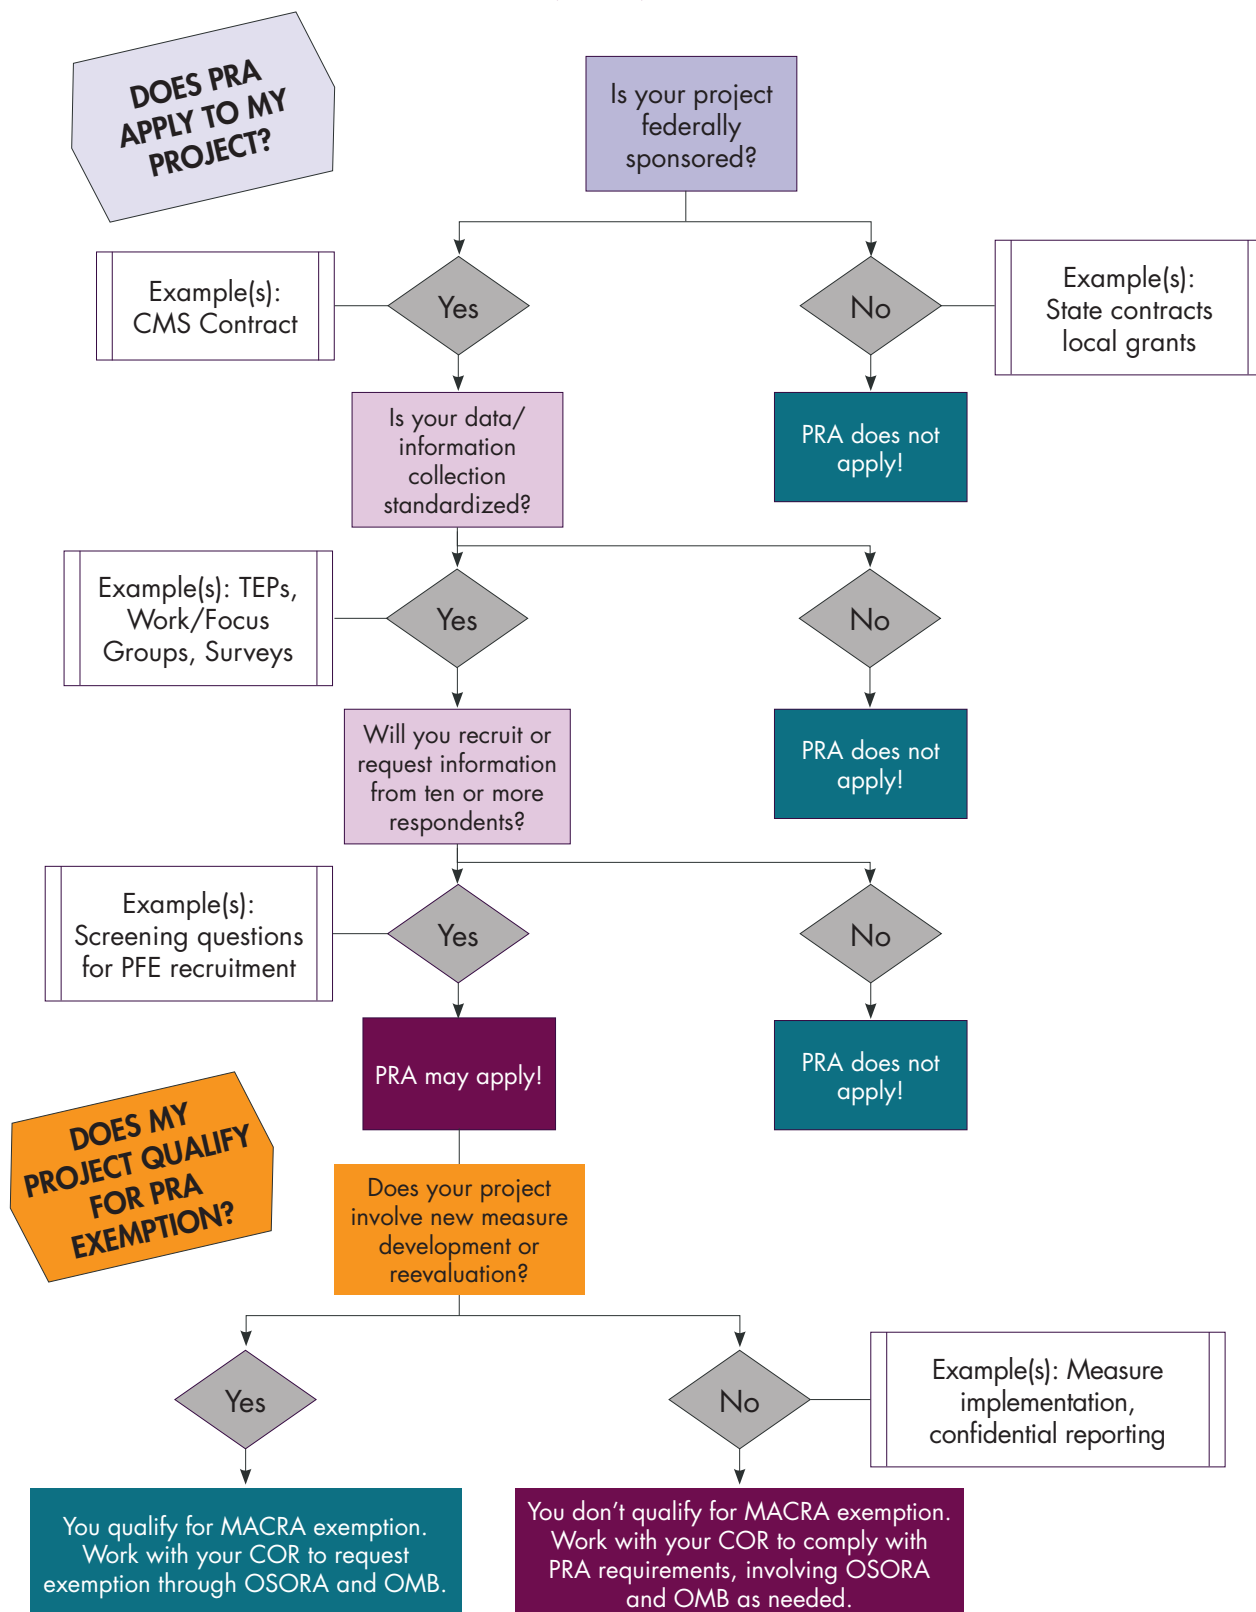 DOES PRA
APPLY TO MY
PROJECT?
Is your project
federally
sponsored?
Example(s):
CMS Contract
Yes
No
Example(s):
State contracts
local grants
Is your data/
information
collection
standardized?
PRA does not
apply!
Example(s): TEPs,
Work/Focus
Groups, Surveys
Yes
No
Will you recruit or
request information
from ten or more
respondents?
PRA does not
apply!
Example(s):
Screening questions
for PFE recruitment
Yes
No
PRA may apply!
PRA does not
apply!
DOES MY
PROJECT QUALIFY
FOR PRA
EXEMPTION?
Does your project
involve new measure
development or
reevaluation?
Yes
No
Example(s): Measure
implementation,
confidential reporting
You qualify for MACRA exemption.
Work with your COR to request
exemption through OSORA and OMB.
You don’t qualify for MACRA exemption.
Work with your COR to comply with
PRA requirements, involving OSORA
and OMB as needed.